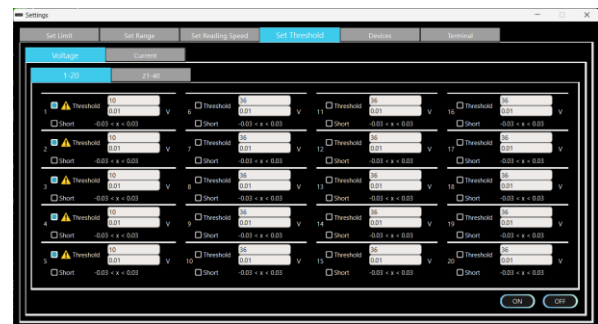 Settings
Set Limit Set Range Set Reading Speed Set Threshold Devices Terminal
Voltage Current
1-20 21-40
10 36 36 36
1 Threshold 6 Threshold 11 Threshold 16 Threshold
0.01 V 0.01 V 0.01 V 0.01 V
Short -0.03 < x < 0.03 Short -0.03 < x < 0.03 Short -0.03 < x < 0.03 Short -0.03 < x < 0.03
10 36 36 36
2 Threshold 7 Threshold 12 Threshold 17 Threshold
0.01 V 0.01 V 0.01 V 0.01 V
Short -0.03 < x < 0.03 Short -0.03 < x < 0.03 Short -0.03 < x < 0.03 Short -0.03 < x < 0.03
10 36 36 36
3 Threshold 8 Threshold 13 Threshold 18 Threshold
0.01 V 0.01 V 0.01 V 0.01 V
Short -0.03 < x < 0.03 Short -0.03 < x < 0.03 Short -0.03 < x < 0.03 Short -0.03 < x < 0.03
10 36 36 36
4 Threshold 9 Threshold 14 Threshold 19 Threshold
0.01 V 0.01 V 0.01 V 0.01 V
Short -0.03 < x < 0.03 Short -0.03 < x < 0.03 Short -0.03 < x < 0.03 Short -0.03 < x < 0.03
10 36 36 36
5 Threshold 10 Threshold 15 Threshold 20 Threshold
0.01 V 0.01 V 0.01 V 0.01 V
Short -0.03 < x < 0.03 Short -0.03 < x < 0.03 Short -0.03 < x < 0.03 Short -0.03 < x < 0.03
ON OFF